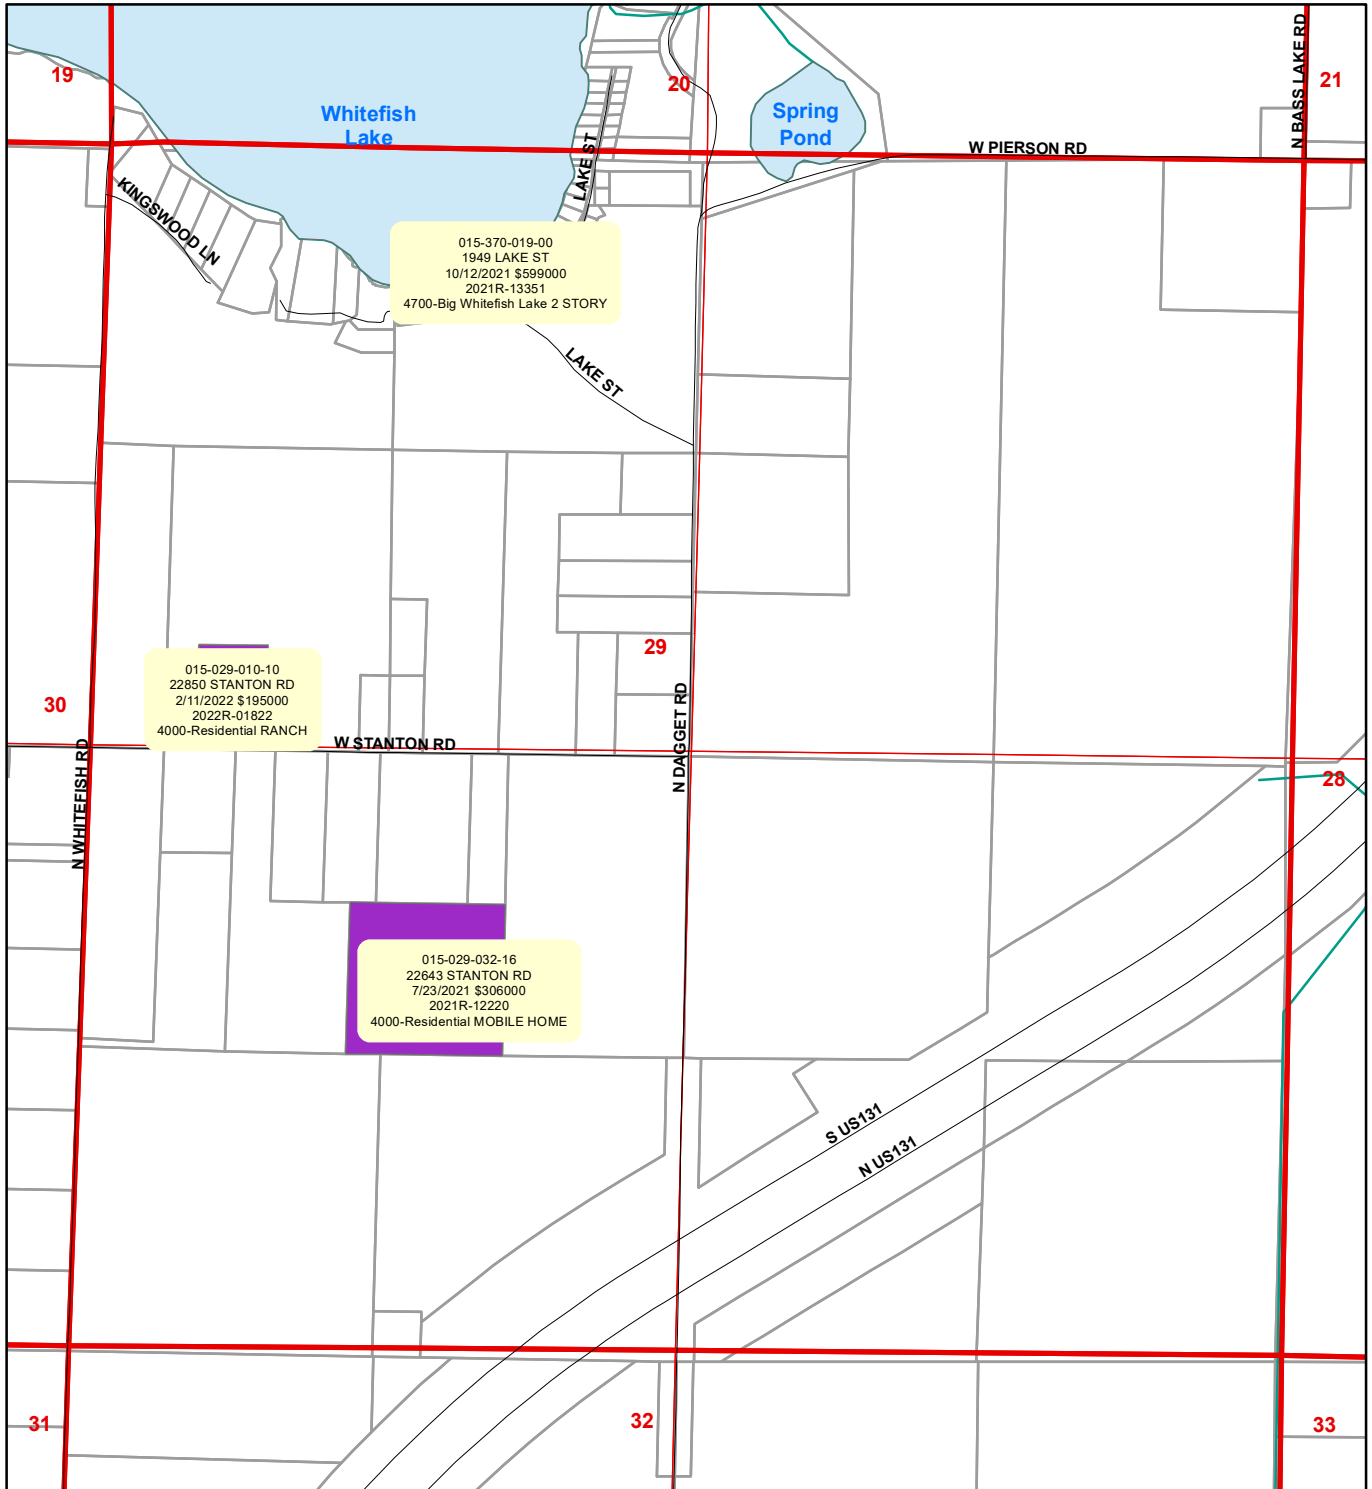 19
20
21
Whitefish
Lake
Spring
Pond
N BASS LAKE RD
W PIERSON RD
LAKE ST
KINGSWOOD LN
015-370-019-00
1949 LAKE ST
10/12/2021 $599000
2021R-13351
4700-Big Whitefish Lake 2 STORY
LAKE ST
29
015-029-010-10
22850 STANTON RD
2/11/2022 $195000
2022R-01822
4000-Residential RANCH
30
W STANTON RD
N DAGGET RD
N WHITEFISH RD
28
015-029-032-16
22643 STANTON RD
7/23/2021 $306000
2021R-12220
4000-Residential MOBILE HOME
S US131
N US131
31
32
33